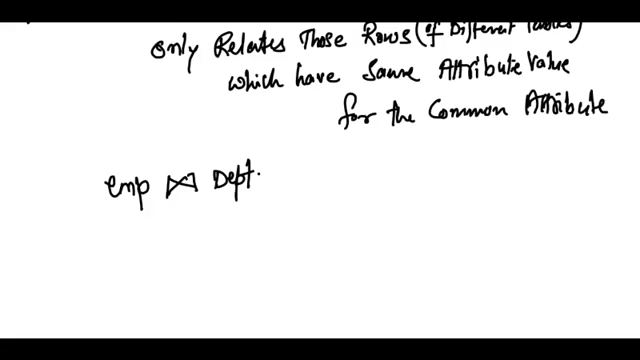 only Relates Those Rows (of Different Tables)
which have Same Attribute Value
for the Common Attribute
emp ⋈ Dept.